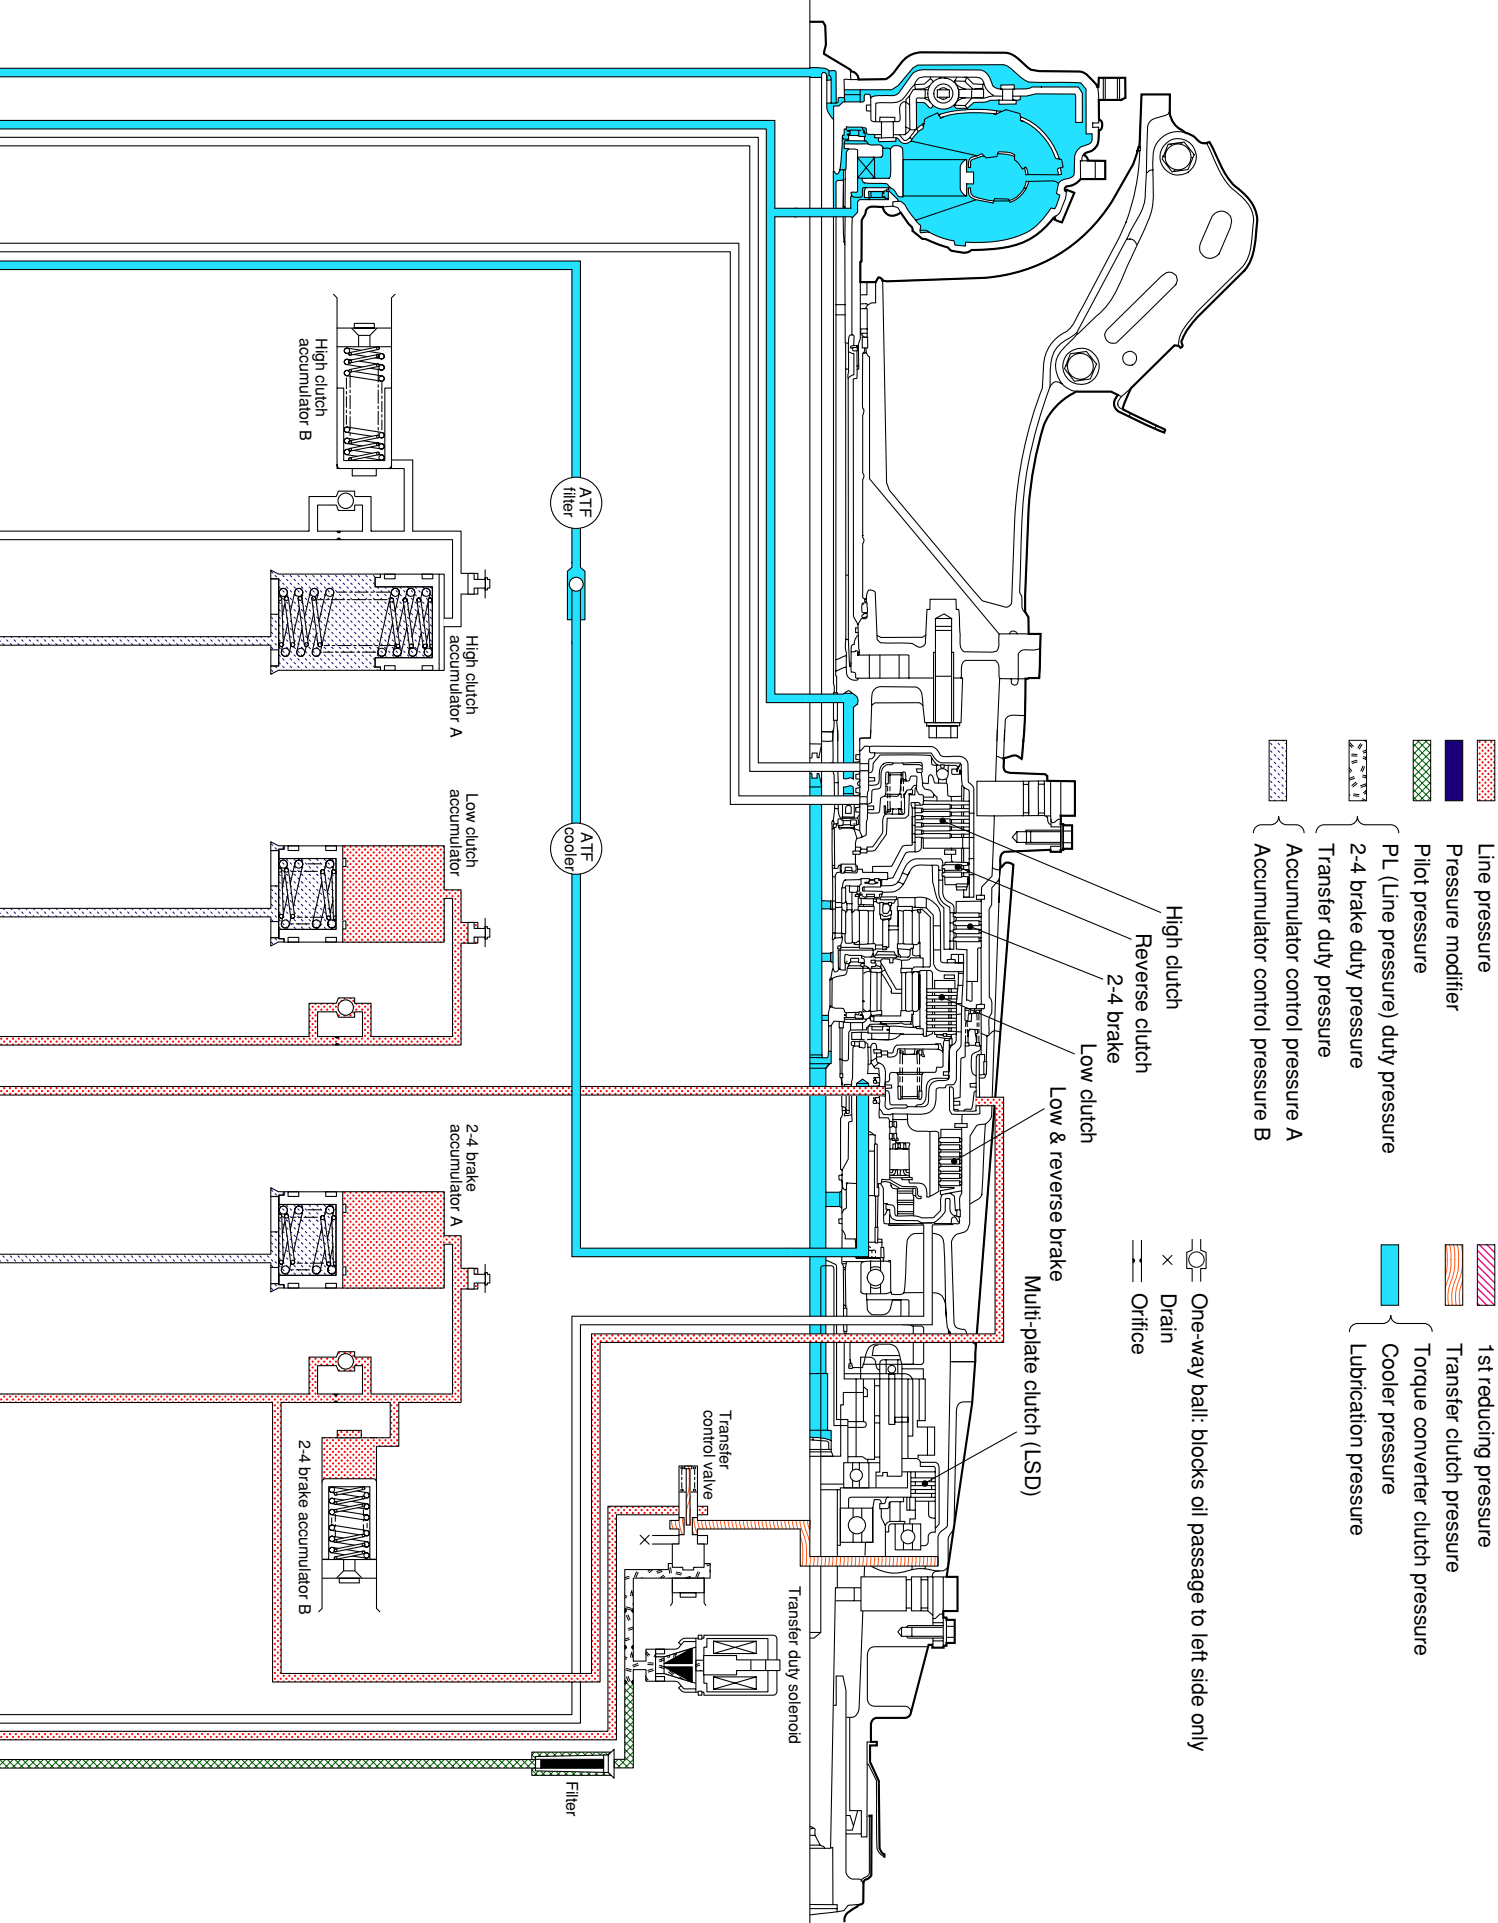 Line pressure
Pressure modifier
Pilot pressure
PL (Line pressure) duty pressure
2-4 brake duty pressure
Transfer duty pressure
Accumulator control pressure A
Accumulator control pressure B
1st reducing pressure
Transfer clutch pressure
Torque converter clutch pressure
Cooler pressure
Lubrication pressure
One-way ball: blocks oil passage to left side only
Drain
Orifice
High clutch
Reverse clutch
2-4 brake
Low clutch
Low & reverse brake
Multi-plate clutch (LSD)
ATF
filter
ATF
cooler
High clutch
accumulator B
High clutch
accumulator A
Low clutch
accumulator
2-4 brake
accumulator A
2-4 brake accumulator B
Transfer
control valve
Transfer duty solenoid
Filter